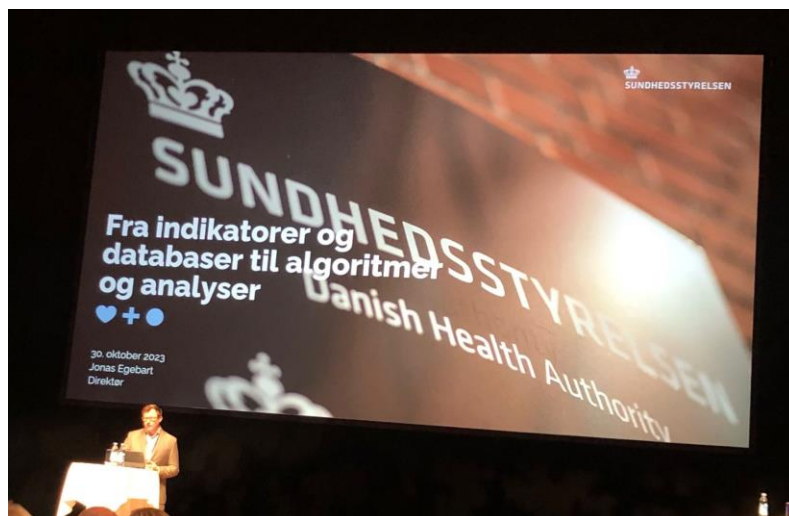 SUNDHEDSSTYRELSEN
SUNDHEDSSTYRELSEN
Danish Health Authority
Fra indikatorer og
databaser til algoritmer
og analyser
30. oktober 2023
Jonas Egebart
Direktør